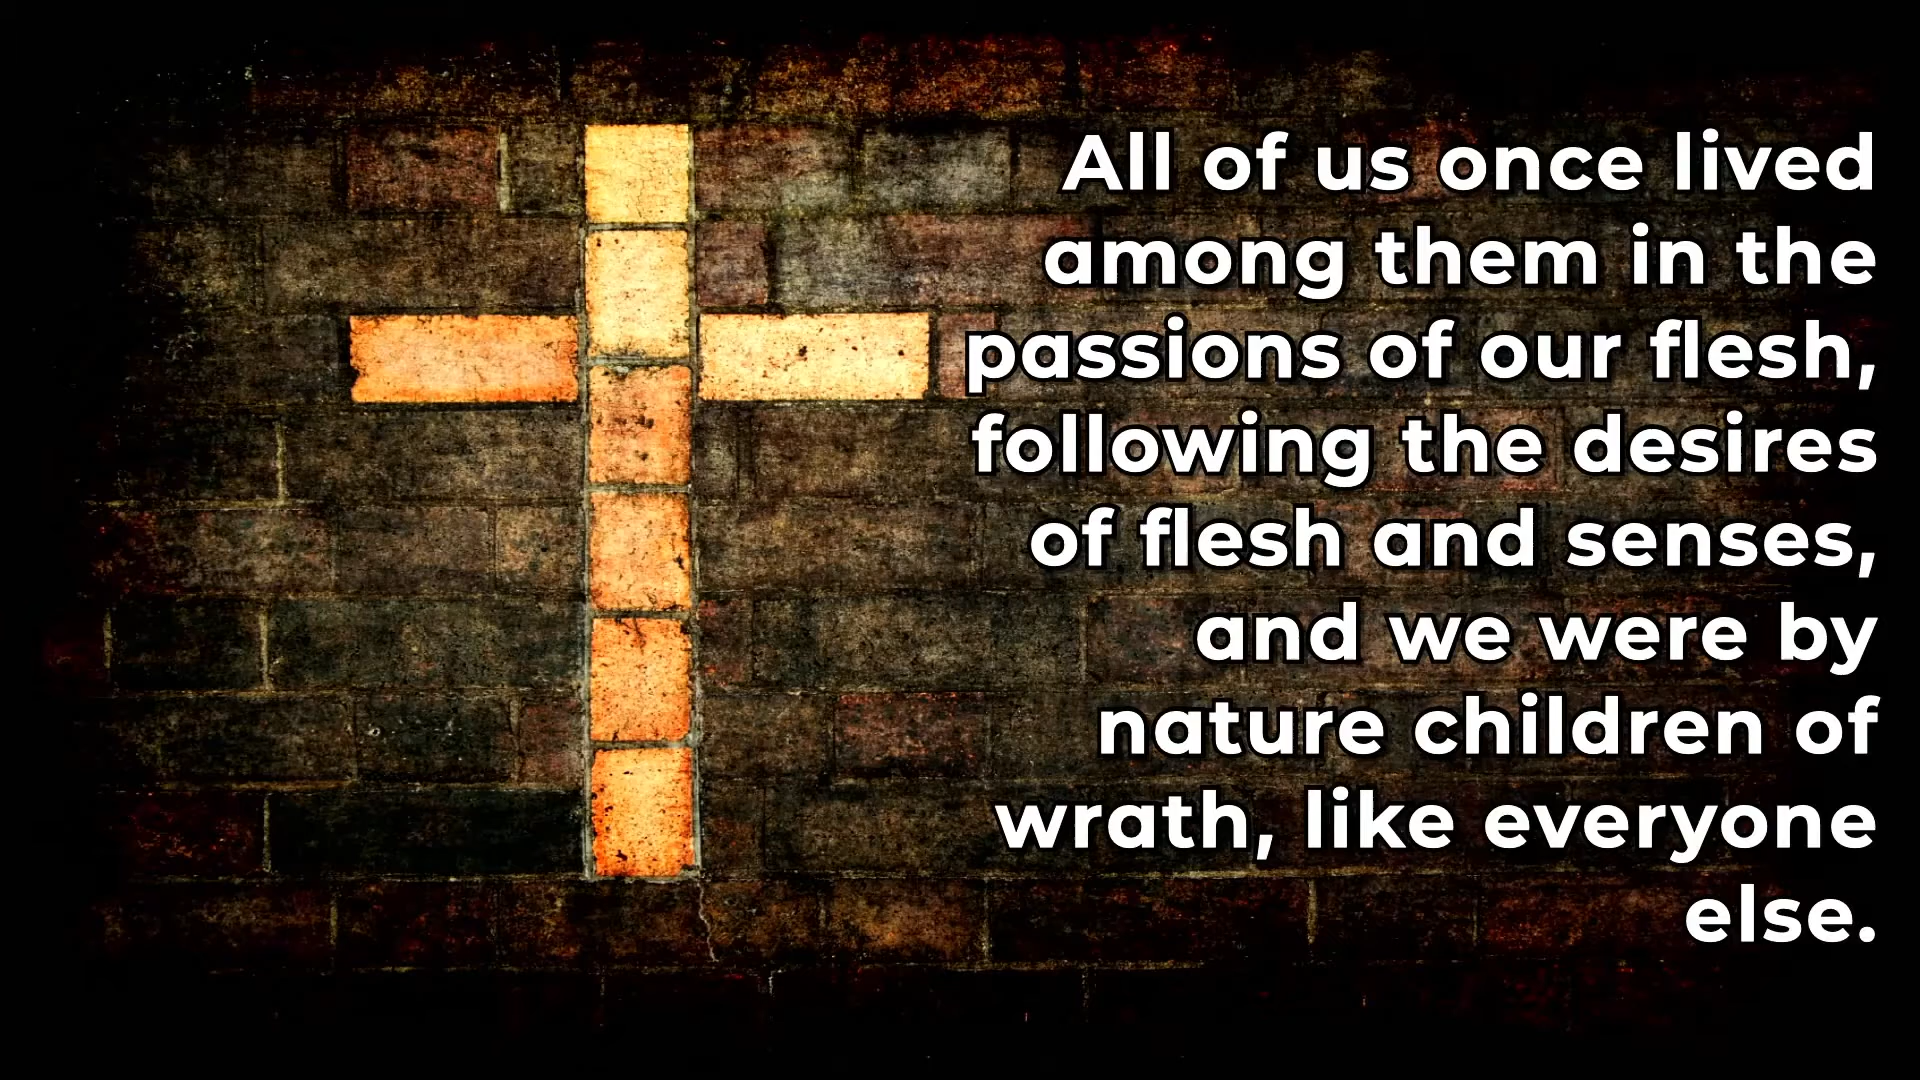 All of us once lived
among them in the
passions of our flesh,
following the desires
of flesh and senses,
and we were by
nature children of
wrath, like everyone
else.